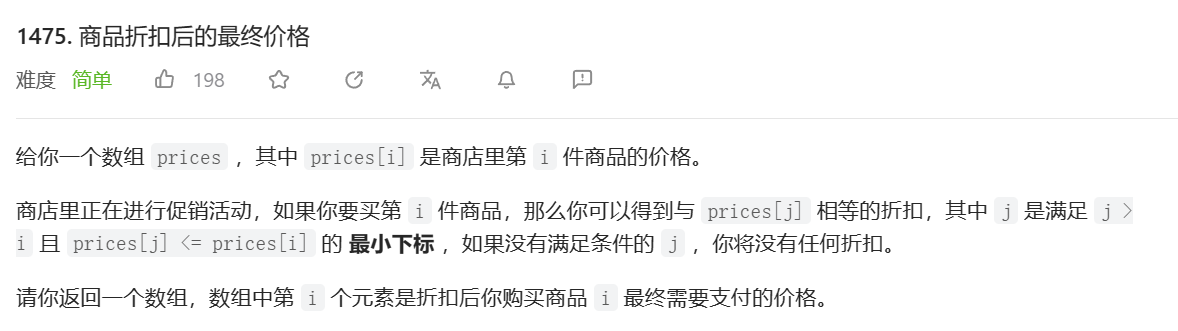 1475. 商品折扣后的最终价格
难度 简单 198
给你一个数组 prices ，其中 prices[i] 是商店里第 i 件商品的价格。
商店里正在进行促销活动，如果你要买第 i 件商品，那么你可以得到与 prices[j] 相等的折扣，其中 j 是满足 j >
i 且 prices[j] <= prices[i] 的 最小下标 ，如果没有满足条件的 j ，你将没有任何折扣。
请你返回一个数组，数组中第 i 个元素是折扣后你购买商品 i 最终需要支付的价格。